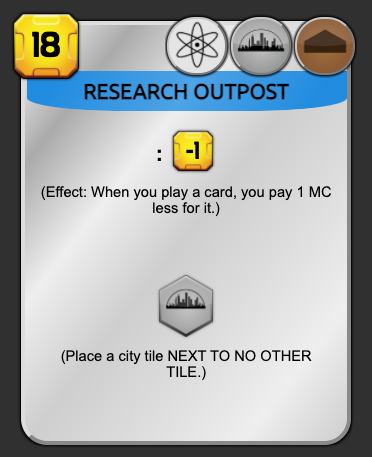 18
RESEARCH OUTPOST
: -1
(Effect: When you play a card, you pay 1 MC
less for it.)
(Place a city tile NEXT TO NO OTHER
TILE.)